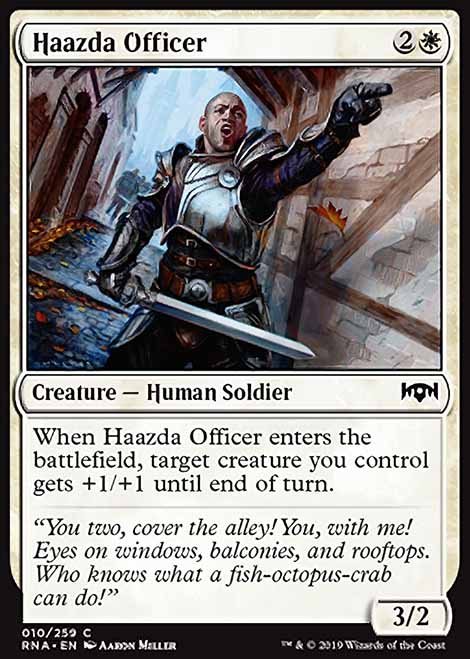 Haazda Officer 2
Creature — Human Soldier
When Haazda Officer enters the
battlefield, target creature you control
gets +1/+1 until end of turn.
“You two, cover the alley! You, with me!
Eyes on windows, balconies, and rooftops.
Who knows what a fish-octopus-crab
can do!”
3/2
010/259 C
RNA • EN Aaron Miller ™ & © 2019 Wizards of the Coast